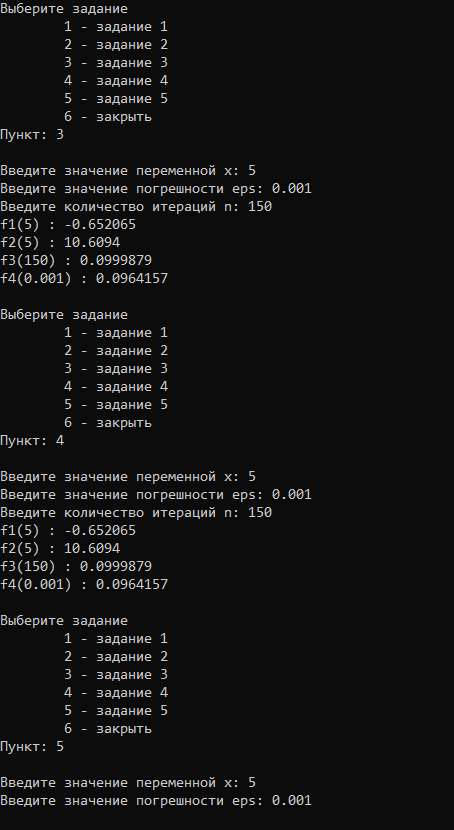 Выберите задание
1 - задание 1
2 - задание 2
3 - задание 3
4 - задание 4
5 - задание 5
6 - закрыть
Пункт: 3
Введите значение переменной x: 5
Введите значение погрешности eps: 0.001
Введите количество итераций n: 150
f1(5) : -0.652065
f2(5) : 10.6094
f3(150) : 0.0999879
f4(0.001) : 0.0964157
Выберите задание
1 - задание 1
2 - задание 2
3 - задание 3
4 - задание 4
5 - задание 5
6 - закрыть
Пункт: 4
Введите значение переменной x: 5
Введите значение погрешности eps: 0.001
Введите количество итераций n: 150
f1(5) : -0.652065
f2(5) : 10.6094
f3(150) : 0.0999879
f4(0.001) : 0.0964157
Выберите задание
1 - задание 1
2 - задание 2
3 - задание 3
4 - задание 4
5 - задание 5
6 - закрыть
Пункт: 5
Введите значение переменной x: 5
Введите значение погрешности eps: 0.001